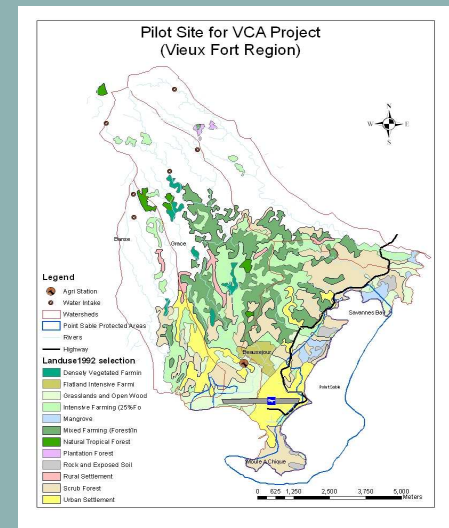 Pilot Site for VCA Project
(Vieux Fort Region)
N
W E
S
Grace
Savannes Bay
Beausejour
Moule A Chique
Legend
Agri Station
Water Intake
Watersheds
Point Sable Protected Areas
Rivers
Highway
Landuse1992 selection
Densely Vegetated Farmin
Flatland Intensive Farmi
Grasslands and Open Wood
Intensive Farming (25%Fo
Mangrove
Mixed Farming (Forest/In
Natural Tropical Forest
Plantation Forest
Rock and Exposed Soil
Rural Settlement
Scrub Forest
Urban Settlement
0 625 1,250 2,500 3,750 5,000
Meters